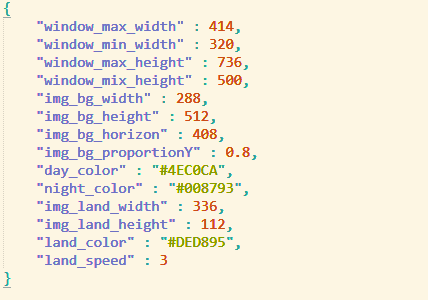 {
"window_max_width" : 414,
"window_min_width" : 320,
"window_max_height" : 736,
"window_mix_height" : 500,
"img_bg_width" : 288,
"img_bg_height" : 512,
"img_bg_horizon" : 408,
"img_bg_proportionY" : 0.8,
"day_color" : "#4EC0CA",
"night_color" : "#008793",
"img_land_width" : 336,
"img_land_height" : 112,
"land_color" : "#DED895",
"land_speed" : 3
}